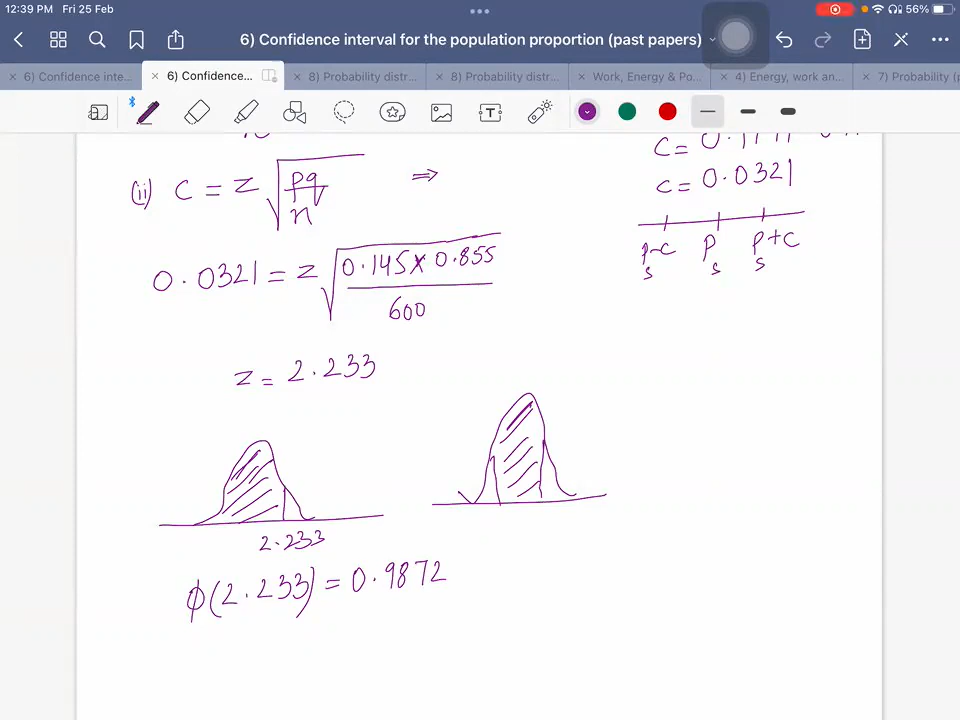 12:39 PM Fri 25 Feb
56%
6) Confidence interval for the population proportion (past papers)
6) Confidence inte...
6) Confidence...
8) Probability distr...
8) Probability distr...
Work, Energy & Po...
4) Energy, work an...
7) Probability (p
C = 0.0321
(ii) C = Z √(pq/n) ⇒
Ps-C Ps Ps+C
0.0321 = Z √(0.145 × 0.855/600)
Z = 2.233
2.233
φ(2.233) = 0.9872